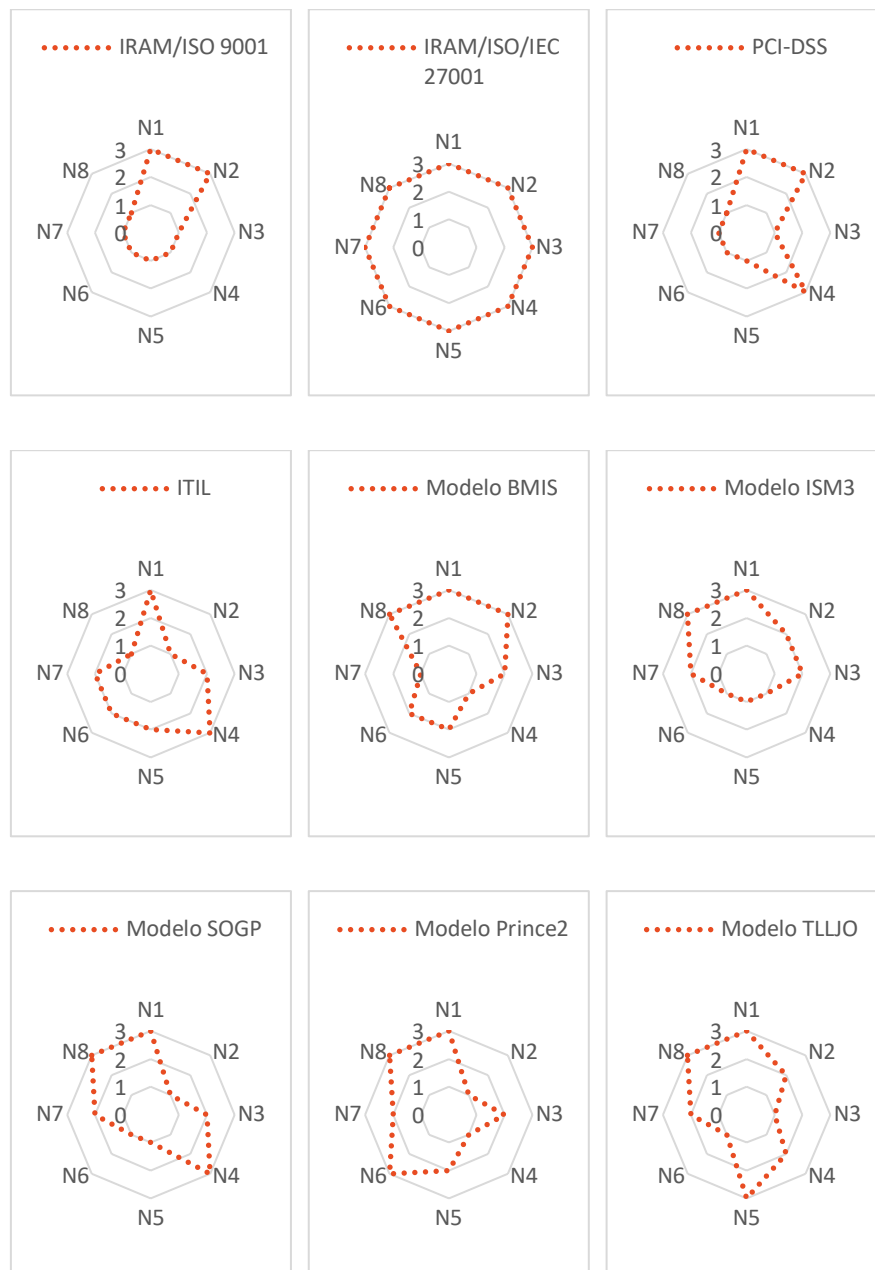 IRAM/ISO 9001
N1
3
N8
N2
2
1
N7
0
N3
N6
N4
N5
IRAM/ISO/IEC
27001
N1
3
N8
N2
2
1
N7
0
N3
N6
N4
N5
PCI-DSS
N1
3
N8
N2
2
1
N7
0
N3
N6
N4
N5
ITIL
N1
3
N8
N2
2
1
N7
0
N3
N6
N4
N5
Modelo BMIS
N1
3
N8
N2
2
1
N7
0
N3
N6
N4
N5
Modelo ISM3
N1
3
N8
N2
2
1
N7
0
N3
N6
N4
N5
Modelo SOGP
N1
3
N8
N2
2
1
N7
0
N3
N6
N4
N5
Modelo Prince2
N1
3
N8
N2
2
1
N7
0
N3
N6
N4
N5
Modelo TLLJO
N1
3
N8
N2
2
1
N7
0
N3
N6
N4
N5